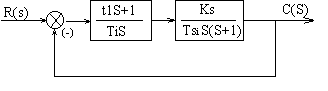 R(s)
(-)
t1S+1
TiS
Ks
TsiS(S+1)
C(S)